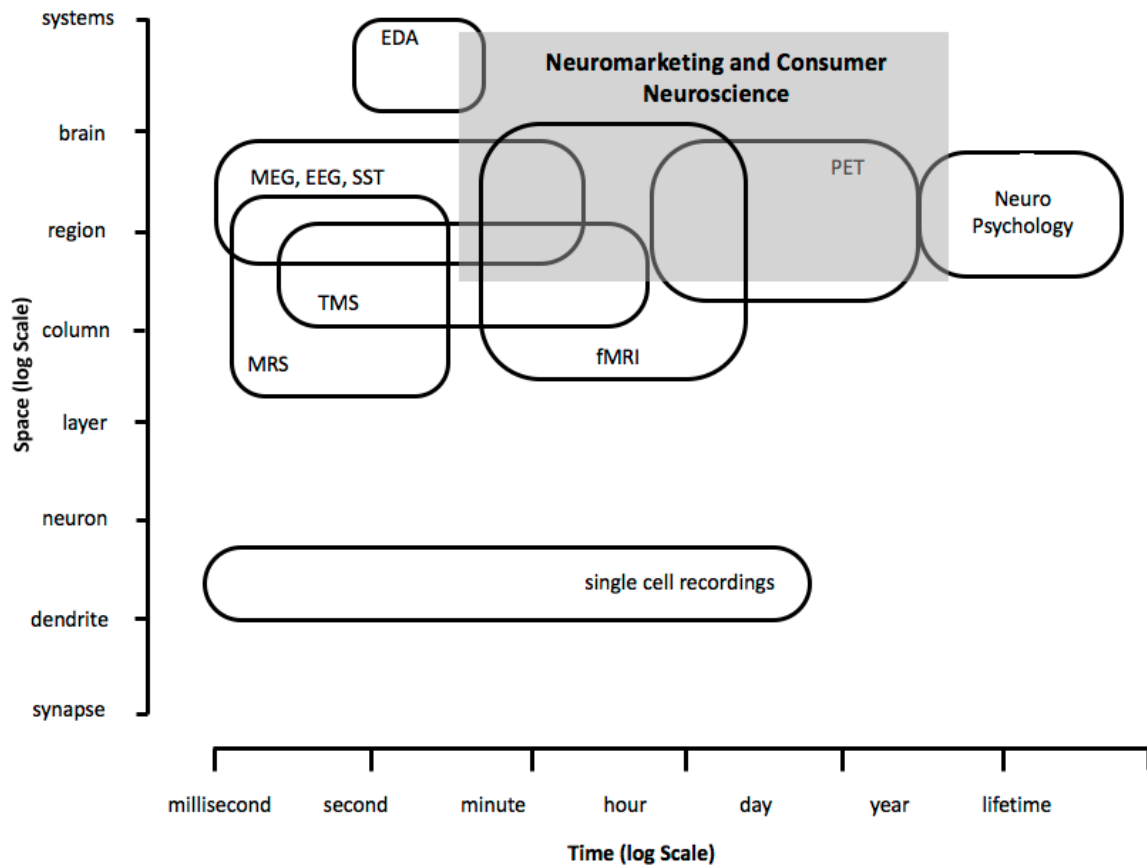 systems
EDA
Neuromarketing and Consumer
Neuroscience
brain
MEG, EEG, SST
PET
Neuro
Psychology
region
TMS
column
MRS
fMRI
layer
Space (log Scale)
neuron
single cell recordings
dendrite
synapse
millisecond second minute hour day year lifetime
Time (log Scale)